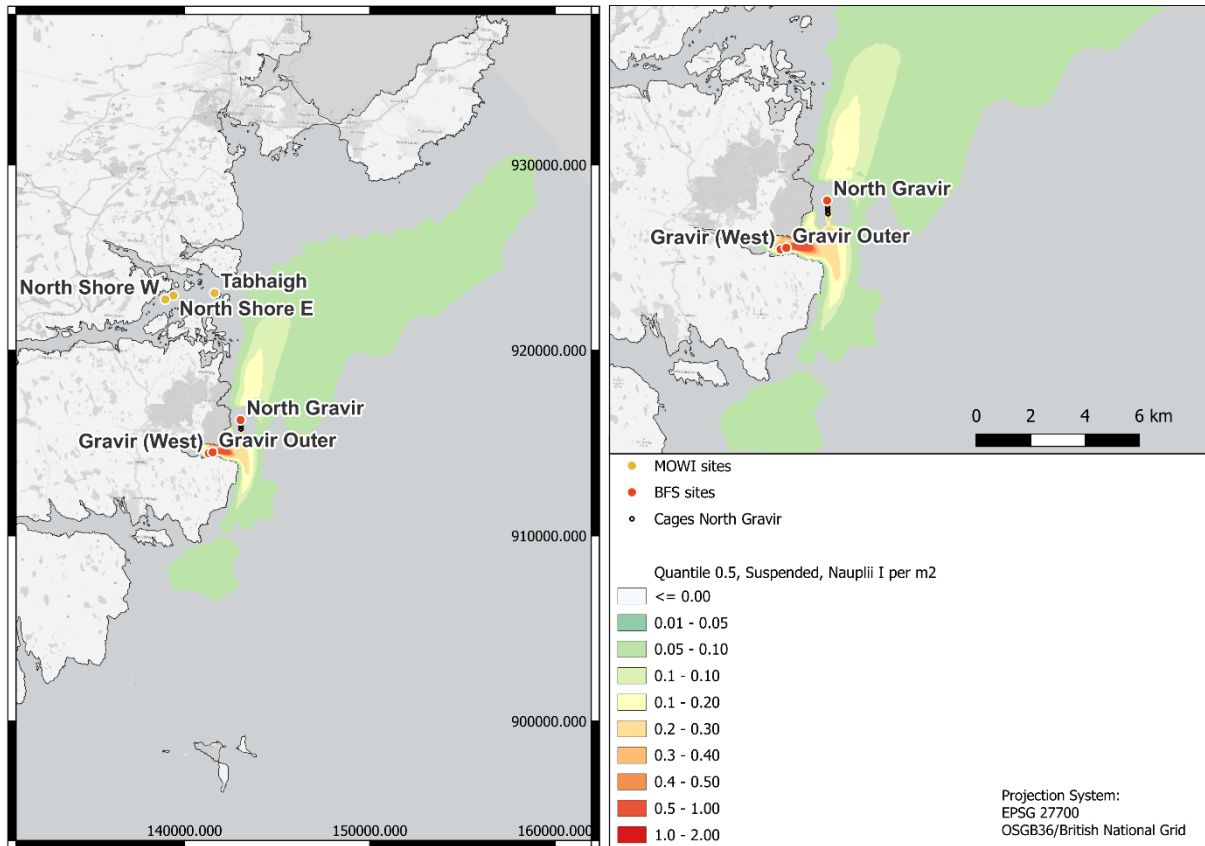 930000.000
North Shore W
Tabhaigh
North Shore E
920000.000
North Gravir
Gravir (West)
Gravir Outer
910000.000
900000.000
140000.000
150000.000
160000.000
North Gravir
Gravir (West)
Gravir Outer
0 2 4 6 km
MOWI sites
BFS sites
Cages North Gravir
Quantile 0.5, Suspended, Nauplii I per m2
<= 0.00
0.01 - 0.05
0.05 - 0.10
0.1 - 0.10
0.1 - 0.20
0.2 - 0.30
0.3 - 0.40
0.4 - 0.50
0.5 - 1.00
1.0 - 2.00
Projection System:
EPSG 27700
OSGB36/British National Grid